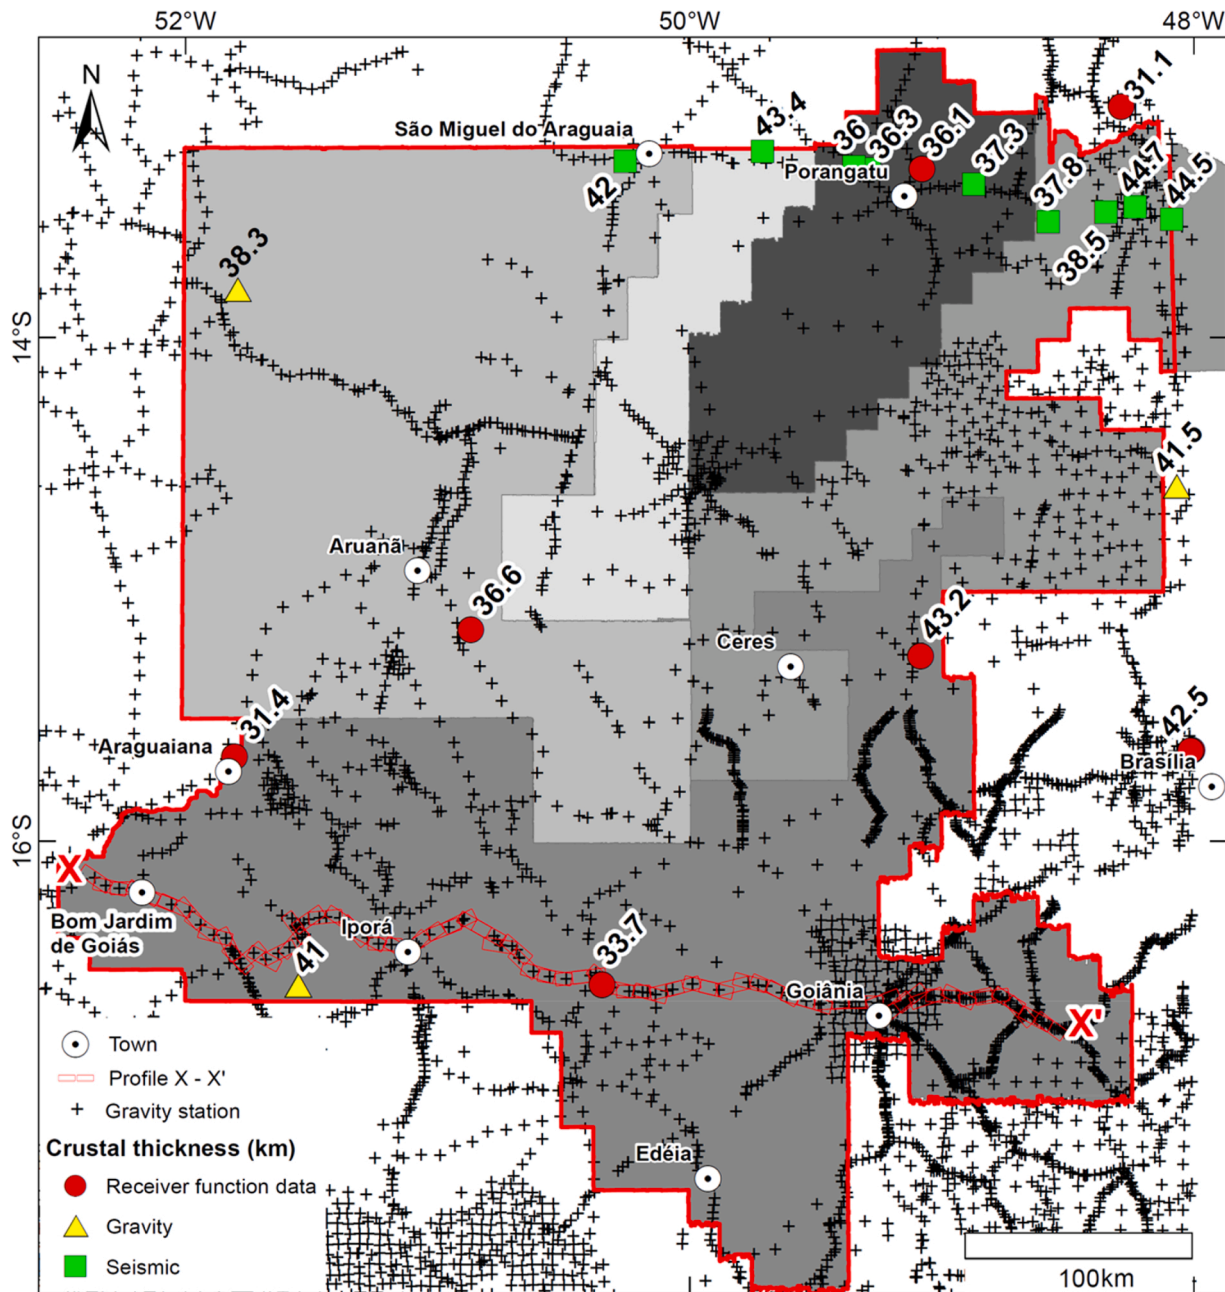 52°W
50°W
48°W
N
31.1
São Miguel do Araguaia
43.4
36
36.3
36.1
37.3
Porangatu
42
37.8
44.7
44.5
38.5
38.3
14°S
41.5
Aruanã
36.6
43.2
Ceres
31.4
42.5
Araguaiana
Brasília
16°S
X
Bom Jardim
de Goiás
Iporá
41
33.7
Goiânia
X'
Town
Profile X - X'
Gravity station
Crustal thickness (km)
Receiver function data
Gravity
Seismic
Edéia
100km